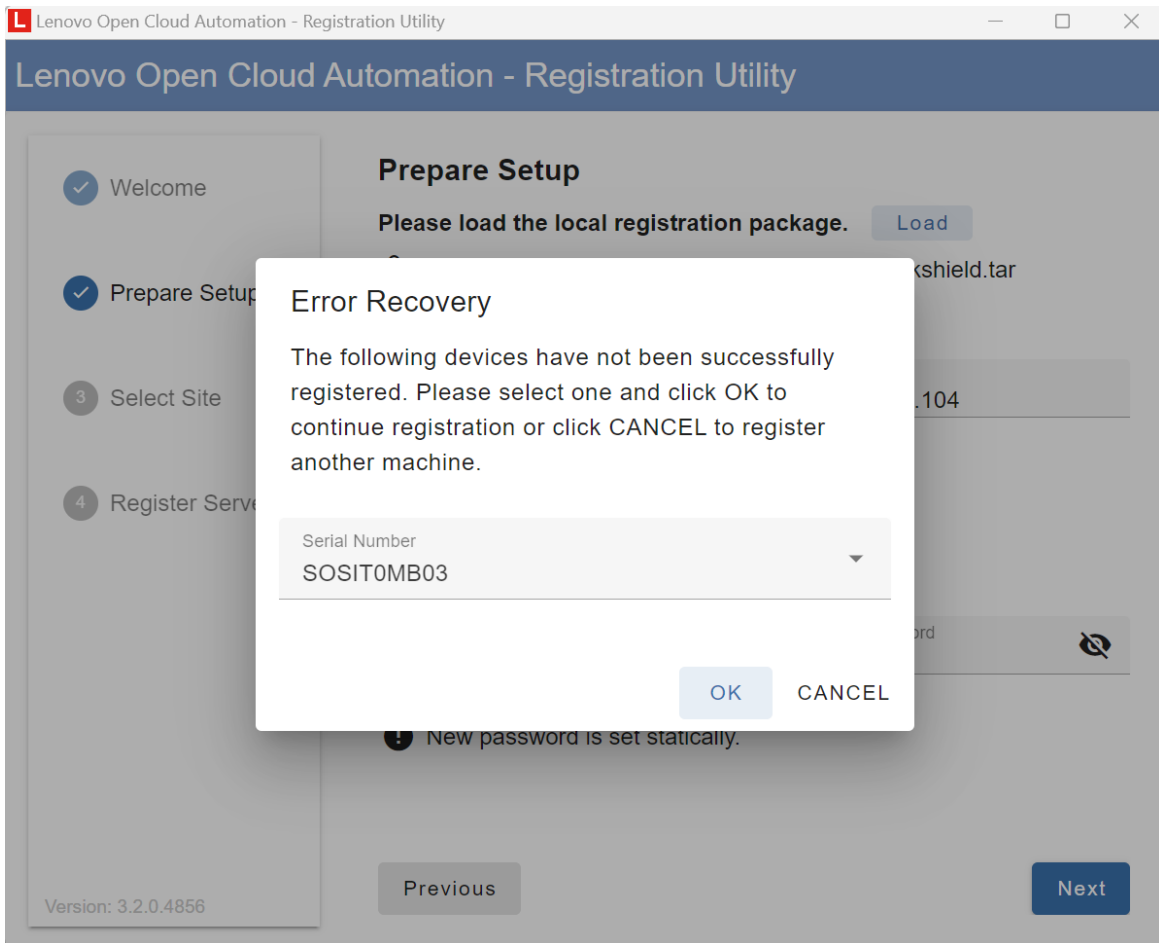 L Lenovo Open Cloud Automation - Registration Utility
Lenovo Open Cloud Automation - Registration Utility
Welcome
Prepare Setup
3 Select Site
4 Register Serve
Version: 3.2.0.4856
Prepare Setup
Please load the local registration package. Load
kshield.tar
.104
Error Recovery
The following devices have not been successfully
registered. Please select one and click OK to
continue registration or click CANCEL to register
another machine.
Serial Number
SOSIT0MB03
OK CANCEL
ord
New password is set statically.
Previous Next